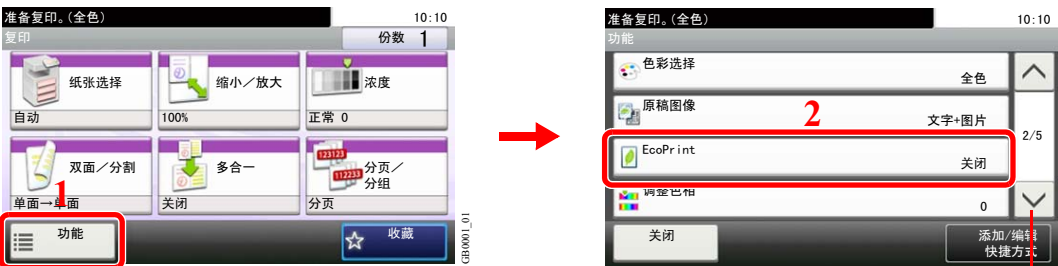 准备复印。(全色)
10:10
复印
份数 1
纸张选择
自动
缩小／放大
100%
浓度
正常 0
双面／分割
单面→单面
多合一
关闭
分页／
分组
分页
123123
112233
1
功能
收藏
GB0001_01
准备复印。(全色)
10:10
功能
色彩选择
全色
原稿图像
文字+图片
2
EcoPrint
关闭
2/5
调整色相
0
关闭
添加/编辑
快捷方式